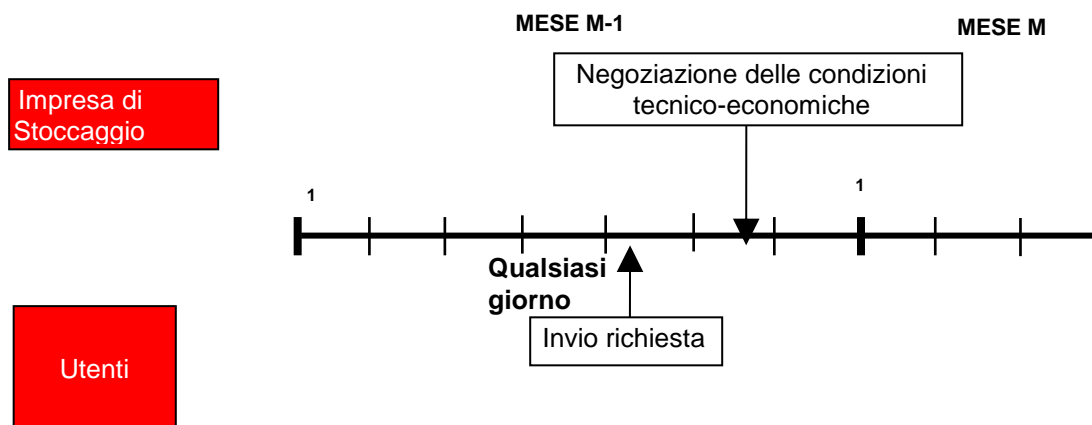 MESE M-1
MESE M
Negoziazione delle condizioni
tecnico-economiche
Impresa di
Stoccaggio
1
1
Qualsiasi
giorno
Invio richiesta
Utenti